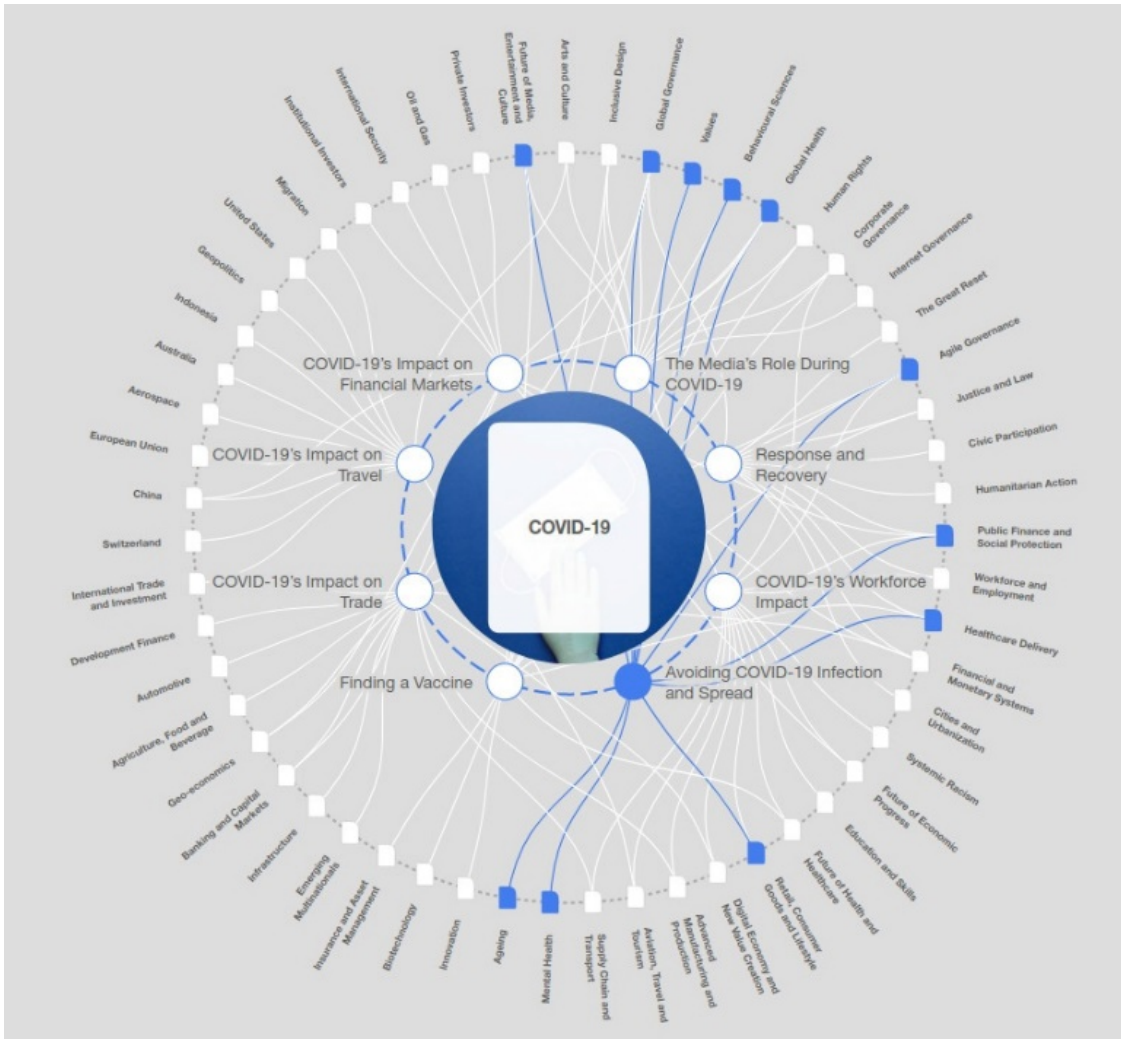 COVID-19
COVID-19's Impact on
Financial Markets
The Media's Role During
COVID-19
COVID-19's Impact on
Travel
Response and
Recovery
COVID-19's Impact on
Trade
COVID-19's Workforce
Impact
Finding a Vaccine
Avoiding COVID-19 Infection
and Spread
Future of Media,
Entertainment and
Culture
Arts and Culture
Inclusive Design
Global Governance
Values
Behavioural Sciences
Global Health
Human Rights
Corporate
Governance
Internet Governance
The Great Reset
Agile Governance
Justice and Law
Civic Participation
Humanitarian Action
Public Finance and
Social Protection
Workforce and
Employment
Healthcare Delivery
Financial and
Monetary Systems
Cities and
Urbanization
Systemic Racism
Future of Economic
Progress
Education and Skills
Future of Health and
Healthcare
Retail, Consumer
Goods and Lifestyle
Digital Economy and
New Value Creation
Advanced
Manufacturing and
Production
Aviation, Travel and
Tourism
Supply Chain and
Transport
Mental Health
Ageing
Innovation
Biotechnology
Insurance and Asset
Management
Emerging
Multinationals
Infrastructure
Banking and Capital
Markets
Geo-economics
Agriculture, Food and
Beverage
Automotive
Development Finance
International Trade
and Investment
Switzerland
China
European Union
Aerospace
Australia
Indonesia
Geopolitics
United States
Migration
Institutional Investors
International Security
Oil and Gas
Private Investors